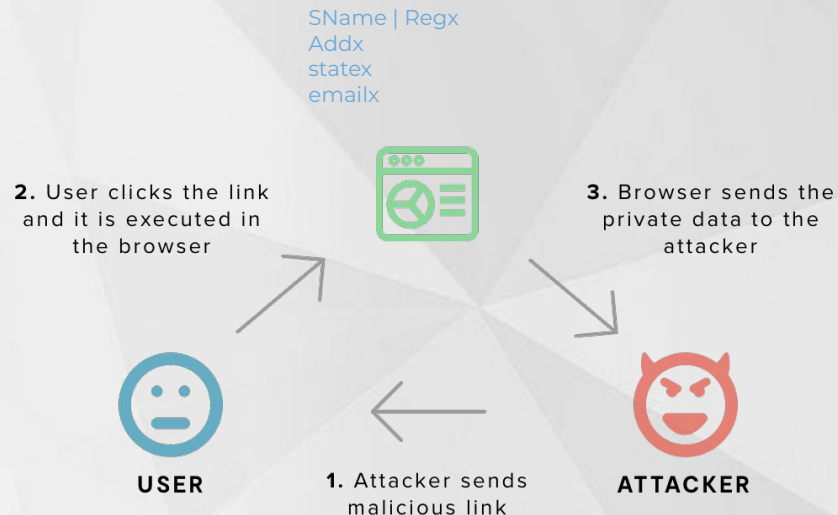 SName | Regx
Addx
statex
emailx
2. User clicks the link
and it is executed in
the browser
3. Browser sends the
private data to the
attacker
USER
1. Attacker sends
malicious link
ATTACKER